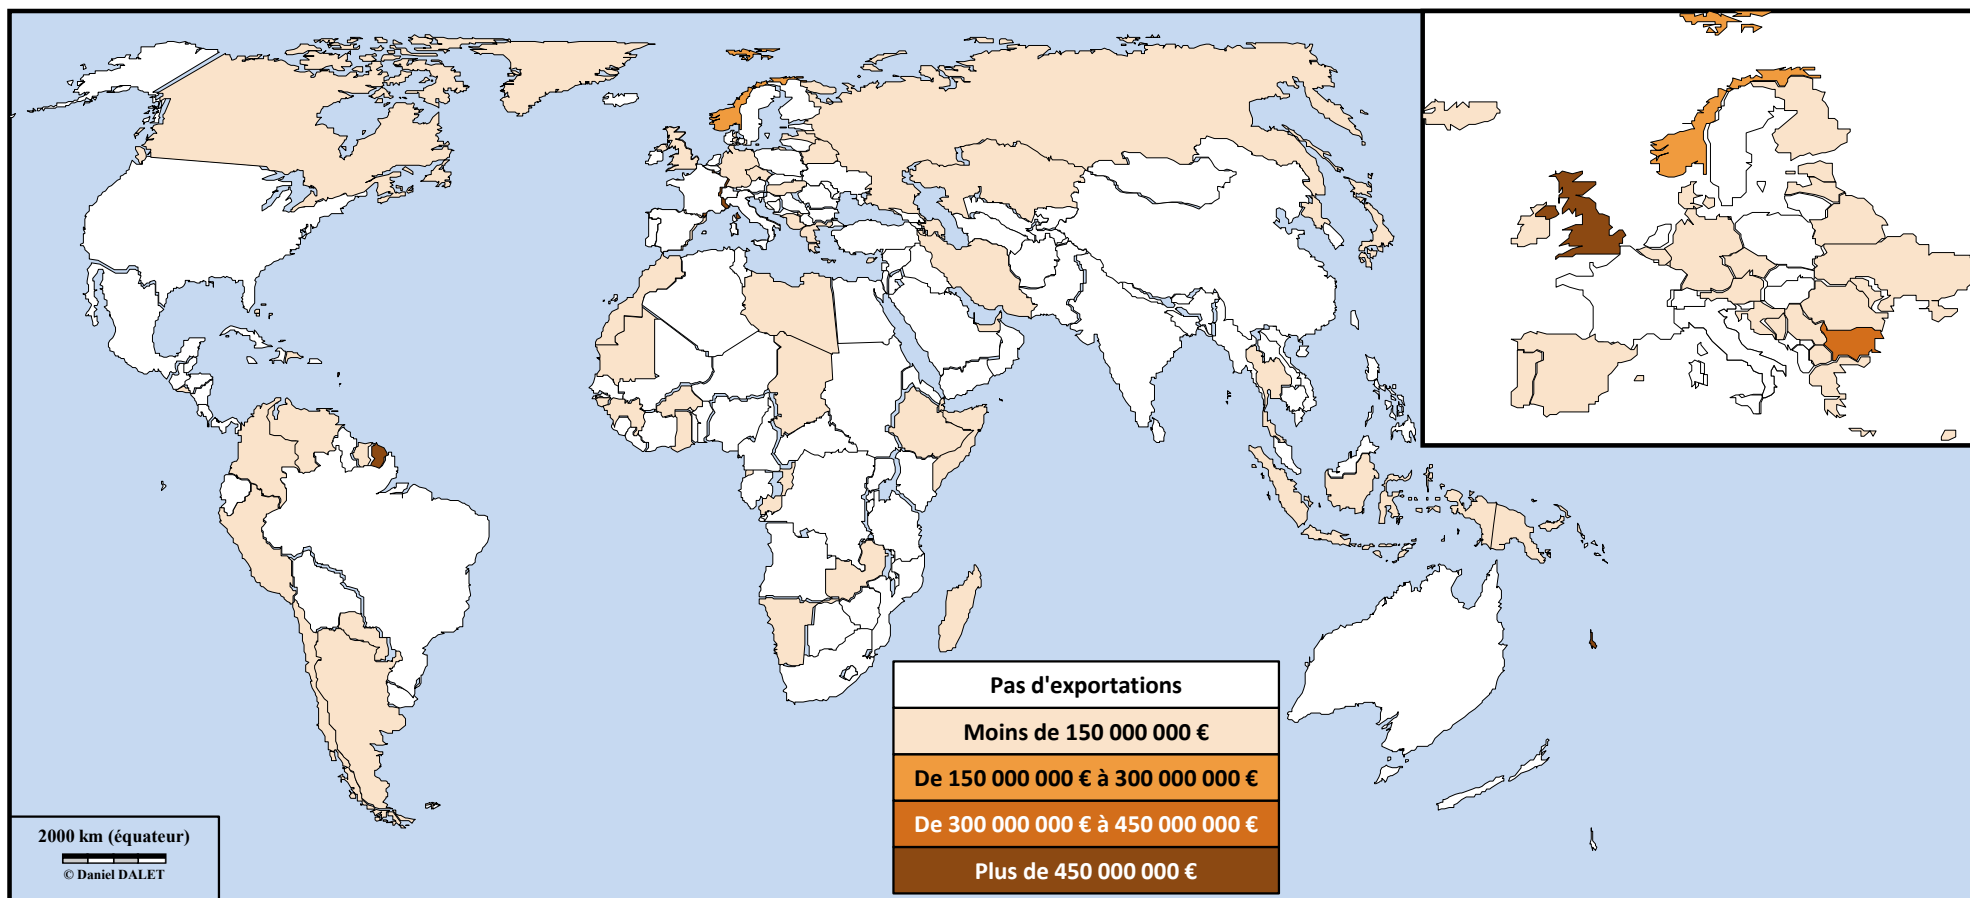 Pas d'exportations
Moins de 150 000 000 €
De 150 000 000 € à 300 000 000 €
De 300 000 000 € à 450 000 000 €
Plus de 450 000 000 €
2000 km (équateur)
© Daniel DALET